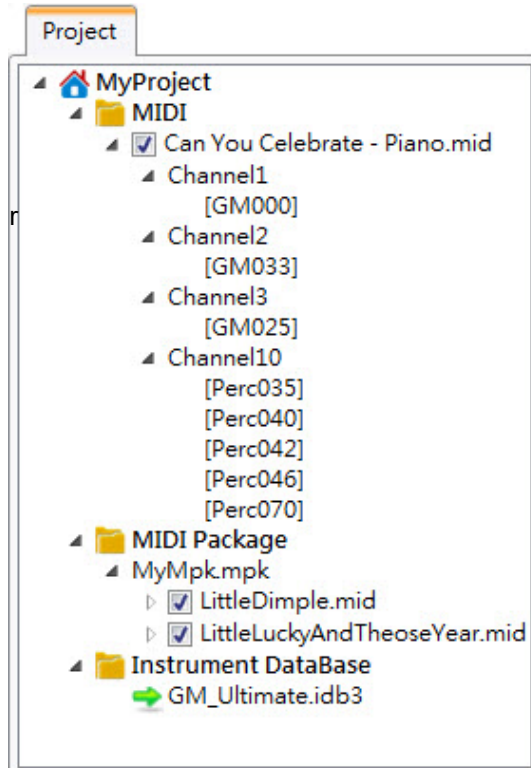 Project
MyProject
MIDI
Can You Celebrate - Piano.mid
Channel1
[GM000]
r
Channel2
[GM033]
Channel3
[GM025]
Channel10
[Perc035]
[Perc040]
[Perc042]
[Perc046]
[Perc070]
MIDI Package
MyMpk.mpk
LittleDimple.mid
LittleLuckyAndTheoseYear.mid
Instrument DataBase
GM_Ultimate.idb3